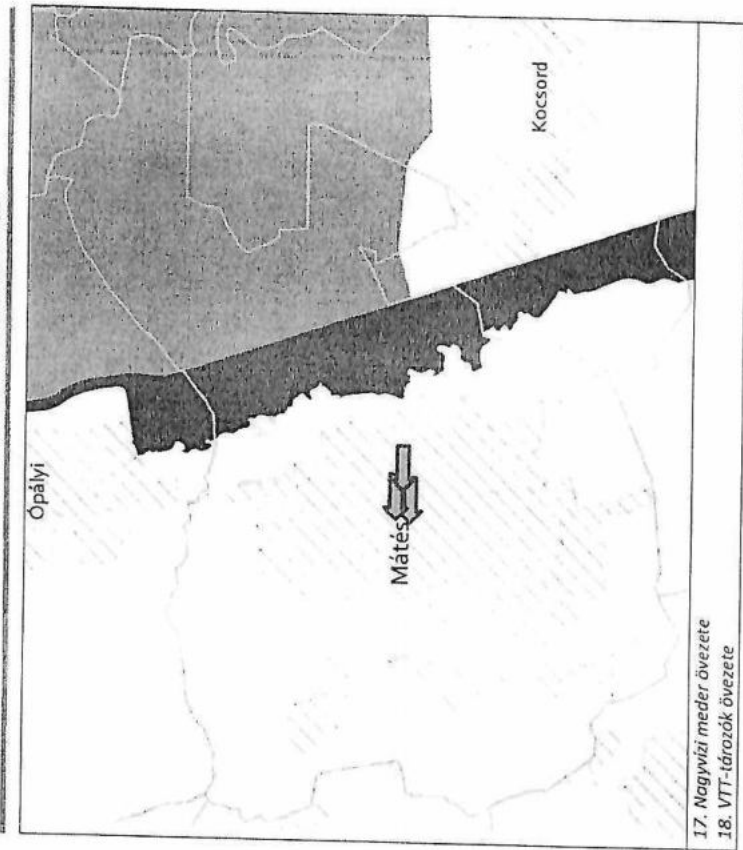 Ópályi
Kocsord
Mátés
17. Nagyvízi meder övezete
18. VTT-tározók övezete